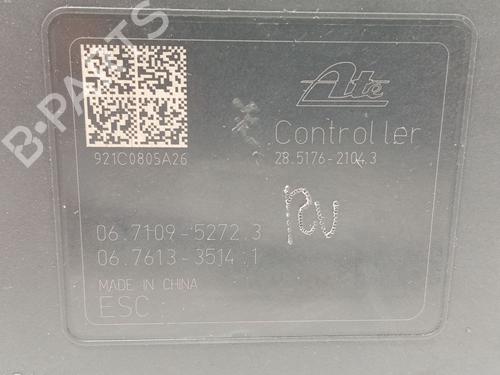 B-PARTS
Ate
Controller
921C0805A26
28.5176-2104.3
06.7109-5272.3
06.7613-3514.1
MADE IN CHINA
ESC